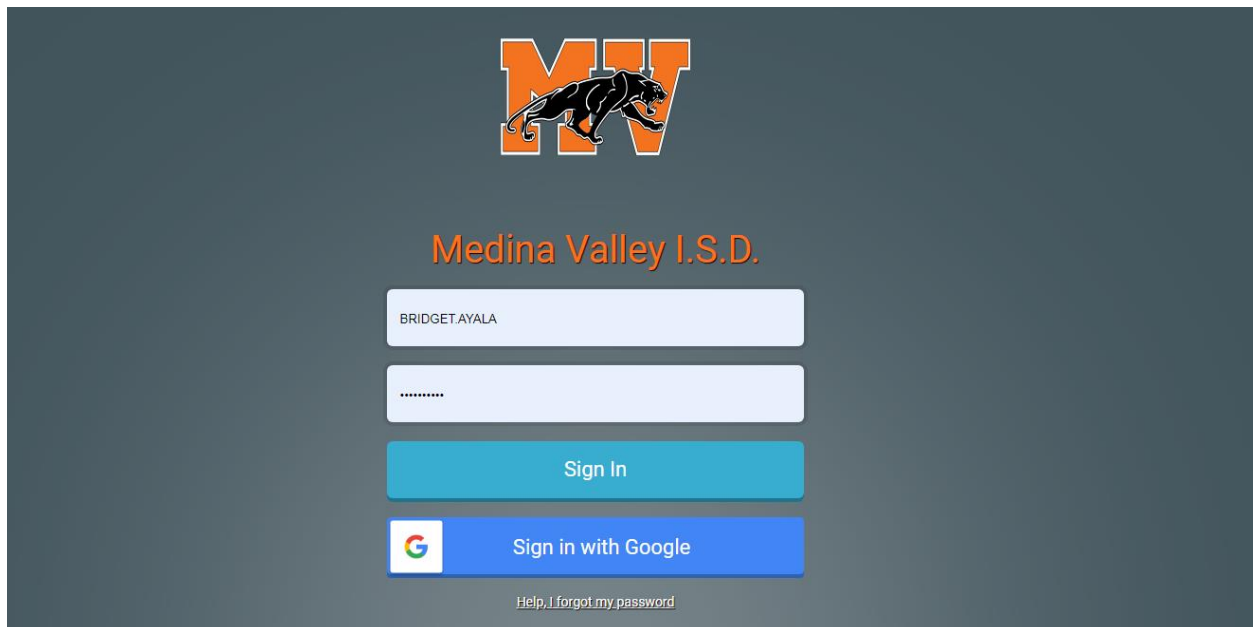 MV
Medina Valley I.S.D.
BRIDGET.AYALA
••••••••••
Sign In
G
Sign in with Google
Help, I forgot my password